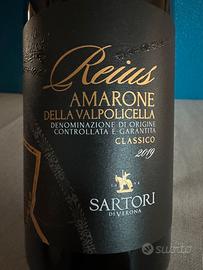 Reius
AMARONE
DELLA VALPOLICELLA
DENOMINAZIONE DI ORIGINE
CONTROLLATA E GARANTITA
CLASSICO
2019
SARTORI
DI VERONA
subito